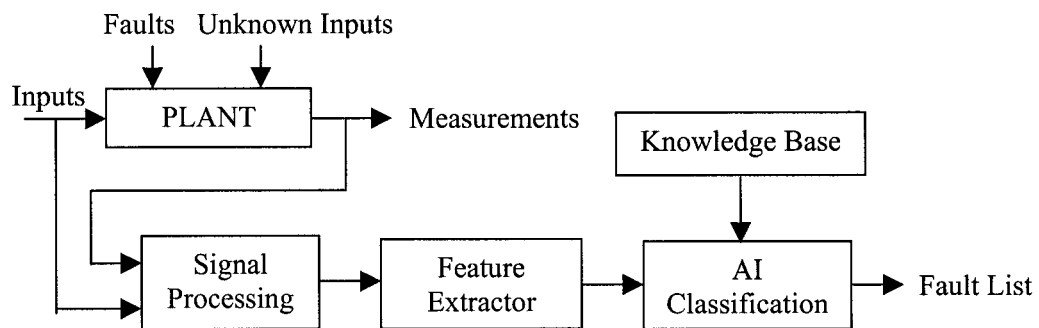 Faults Unknown Inputs
Inputs
PLANT
Measurements
Knowledge Base
Signal
Processing
Feature
Extractor
AI
Classification
Fault List